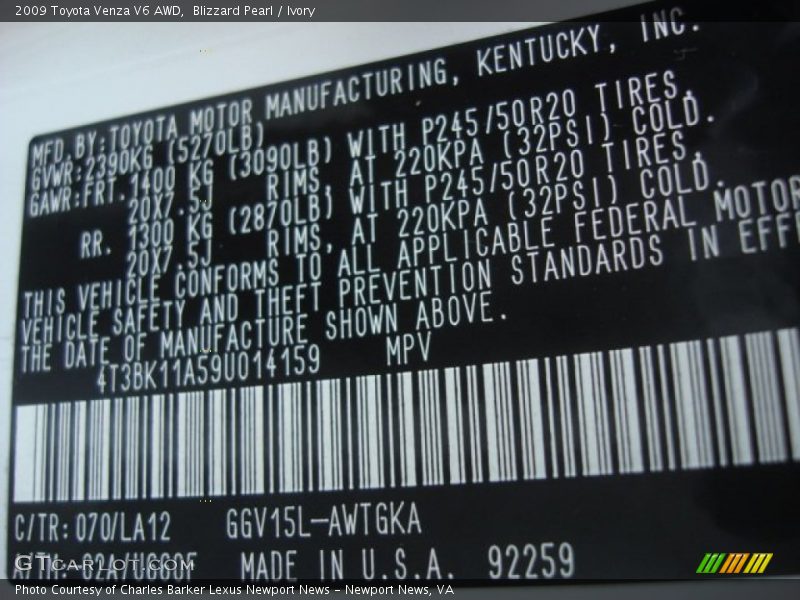 2009 Toyota Venza V6 AWD,  Blizzard Pearl / Ivory
MFD.BY:TOYOTA MOTOR MANUFACTURING, KENTUCKY, INC.
GVWR:2390KG (5270LB)
GAWR:FRT.1400 KG (3090LB) WITH P245/50R20 TIRES,
20X7.5J RIMS, AT 220KPA (32PSI) COLD.
RR. 1300 KG (2870LB) WITH P245/50R20 TIRES,
20X7.5J RIMS, AT 220KPA (32PSI) COLD.
THIS VEHICLE CONFORMS TO ALL APPLICABLE FEDERAL MOTOR
VEHICLE SAFETY AND THEFT PREVENTION STANDARDS IN EFFE
THE DATE OF MANUFACTURE SHOWN ABOVE.
4T3BK11A59U014159 MPV
C/TR:070/LA12 GGV15L-AWTGKA
MADE IN U.S.A. 92259
GTcarlot.com
Photo Courtesy of Charles Barker Lexus Newport News - Newport News, VA